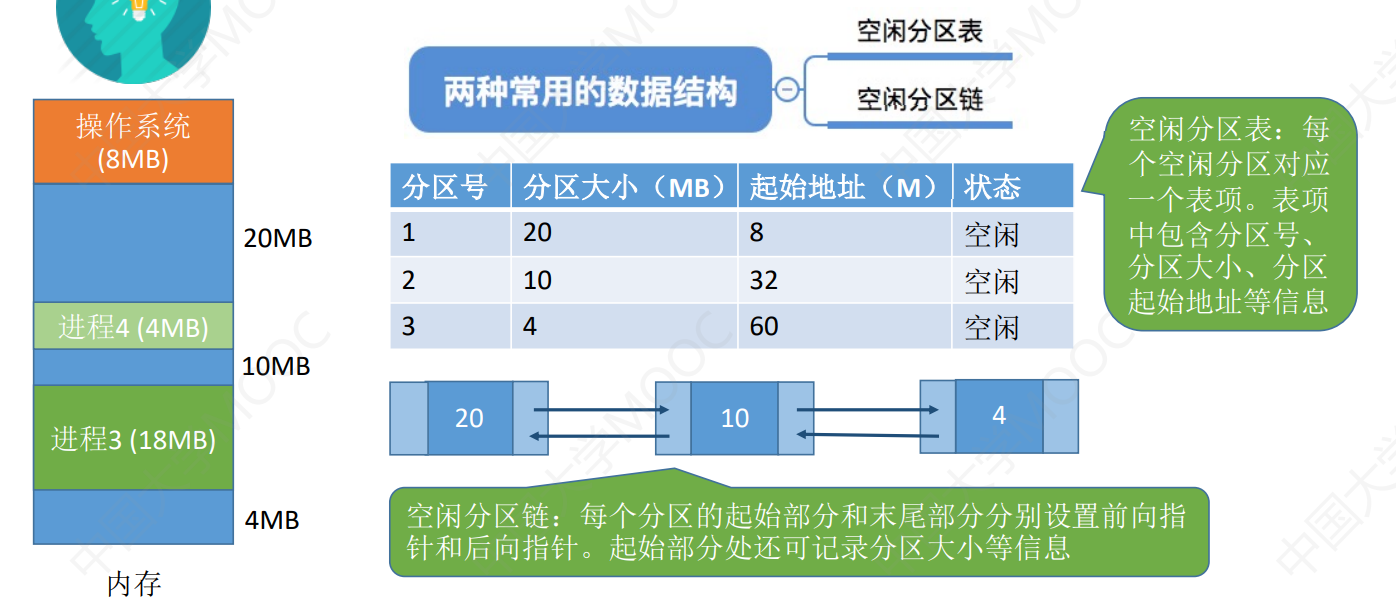 空闲分区表
两种常用的数据结构
空闲分区链
操作系统
(8MB)
20MB
进程4 (4MB)
10MB
进程3 (18MB)
4MB
内存
分区号 分区大小（MB） 起始地址（M） 状态
1 20 8 空闲
2 10 32 空闲
3 4 60 空闲
空闲分区表：每
个空闲分区对应
一个表项。表项
中包含分区号、
分区大小、分区
起始地址等信息
20 10 4
空闲分区链：每个分区的起始部分和末尾部分分别设置前向指
针和后向指针。起始部分处还可记录分区大小等信息
中国大学MOOC